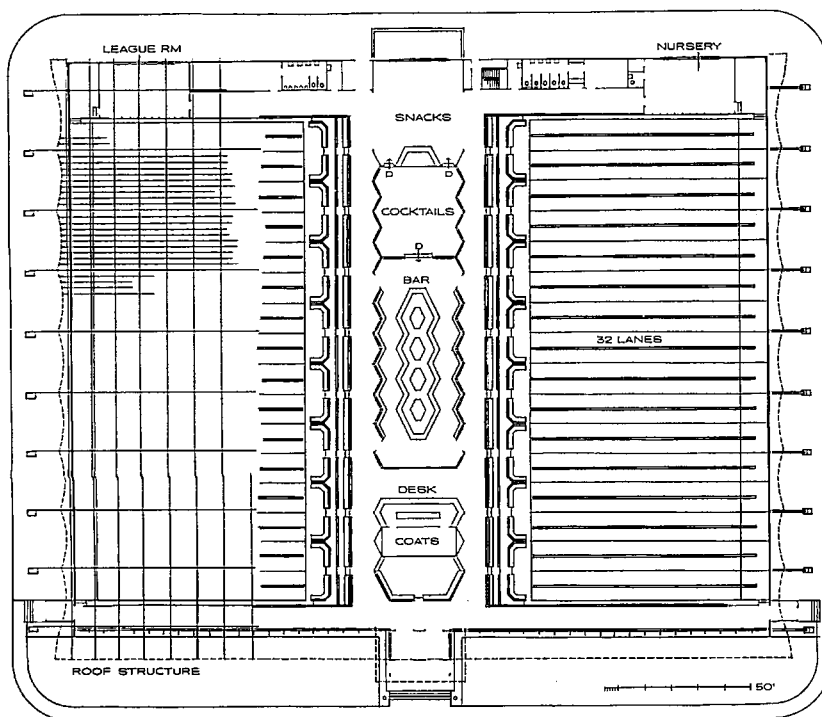 LEAGUE RM
NURSERY
SNACKS
D
D
COCKTAILS
D
BAR
32 LANES
DESK
COATS
ROOF STRUCTURE
50'